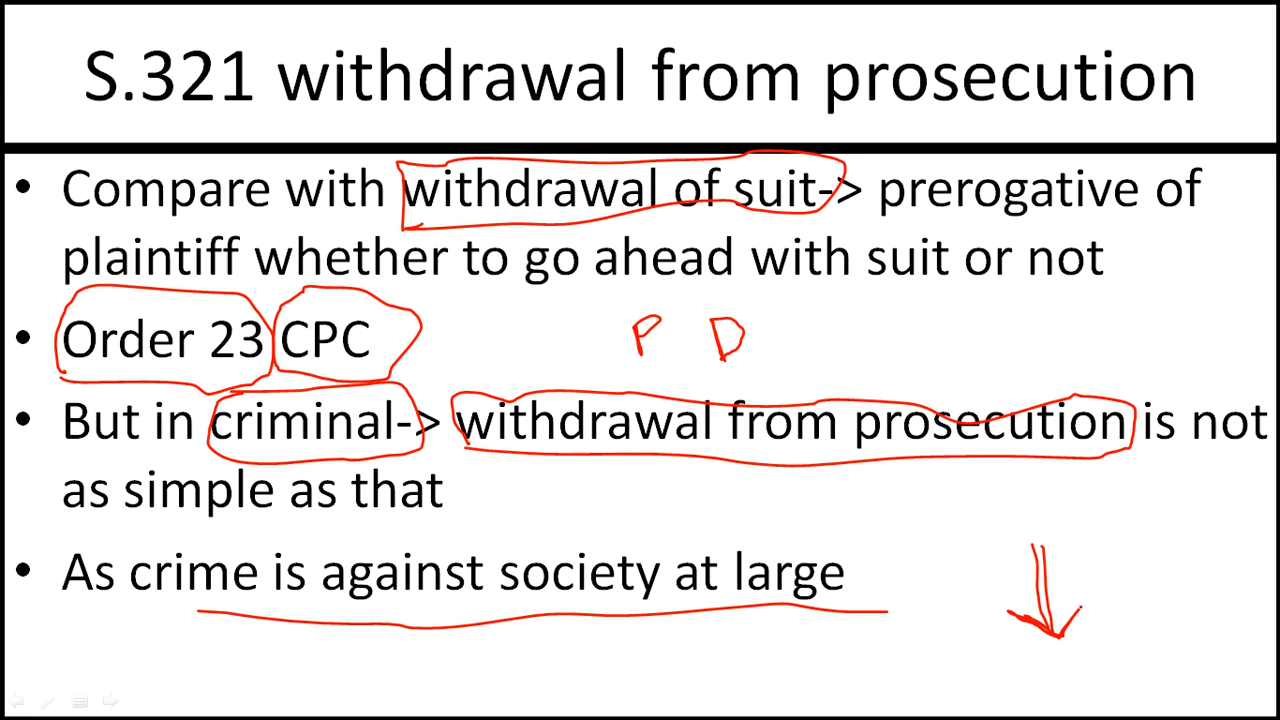 S.321 withdrawal from prosecution
• Compare with withdrawal of suit-> prerogative of
plaintiff whether to go ahead with suit or not
• Order 23 CPC
P D
• But in criminal-> withdrawal from prosecution is not
as simple as that
• As crime is against society at large